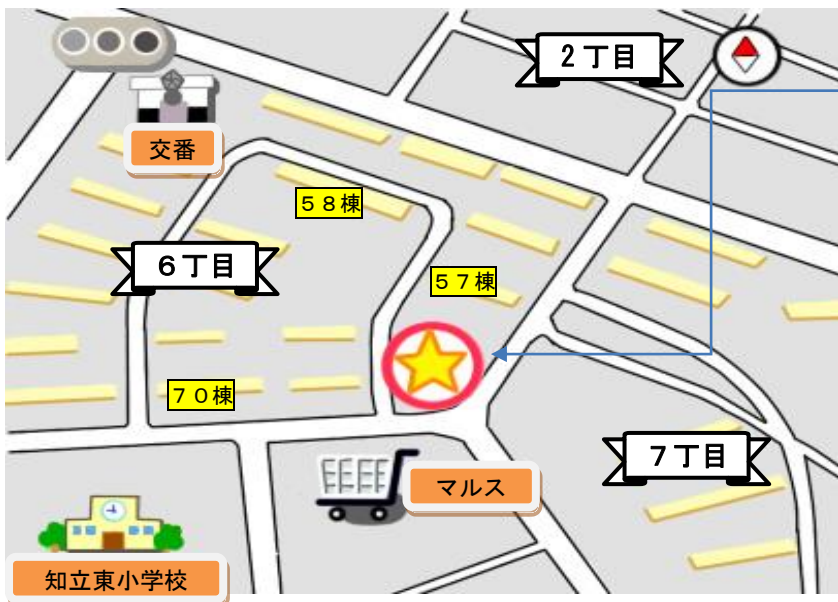 2丁目
交番
５８棟
６丁目
５７棟
７０棟
７丁目
マルス
知立東小学校